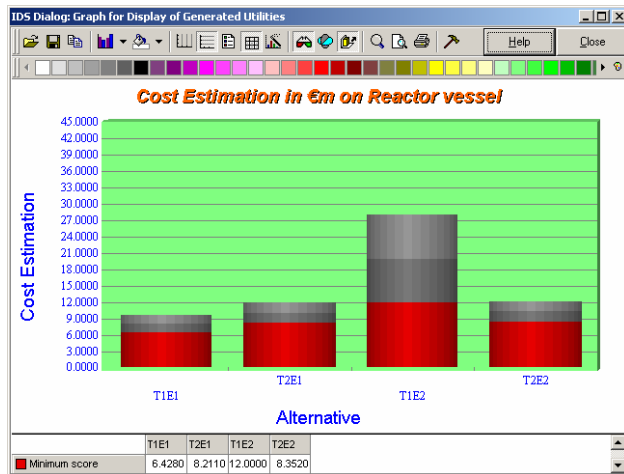 IDS Dialog: Graph for Display of Generated Utilities
Help
Close
Cost Estimation in €m on Reactor vessel
45.0000
42.0000
39.0000
36.0000
33.0000
30.0000
27.0000
24.0000
21.0000
18.0000
15.0000
12.0000
9.0000
6.0000
3.0000
0.0000
Cost Estimation
T1E1
T2E1
T1E2
T2E2
Alternative
T1E1 T2E1 T1E2 T2E2
Minimum score 6.4280 8.2110 12.0000 8.3520